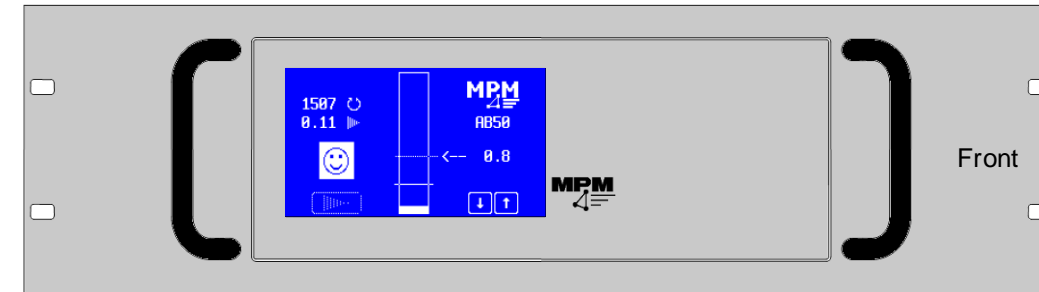 1507
0.11
MPM
AB50
<-- 0.8
MPM
Front